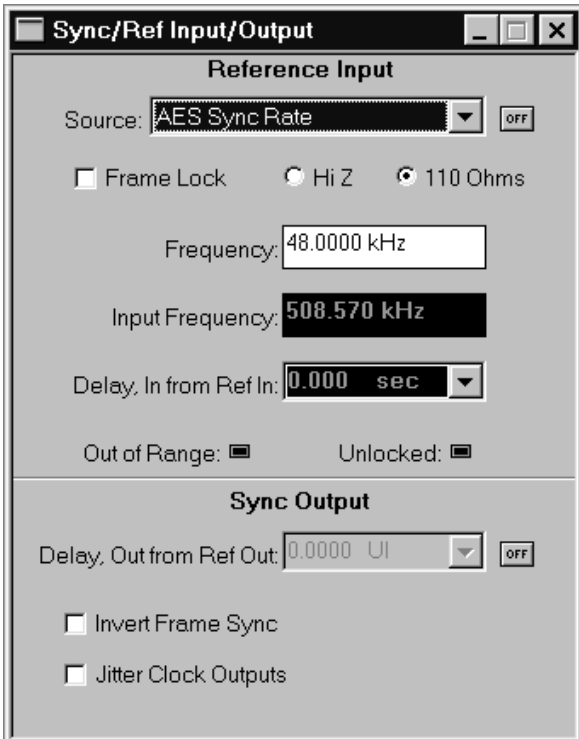 Sync/Ref Input/Output
Reference Input
Source: AES Sync Rate OFF
Frame Lock Hi Z 110 Ohms
Frequency: 48.0000 kHz
Input Frequency: 508.570 kHz
Delay, In from Ref In: 0.000 sec
Out of Range: Unlocked:
Sync Output
Delay, Out from Ref Out: 0.0000 UI OFF
Invert Frame Sync
Jitter Clock Outputs